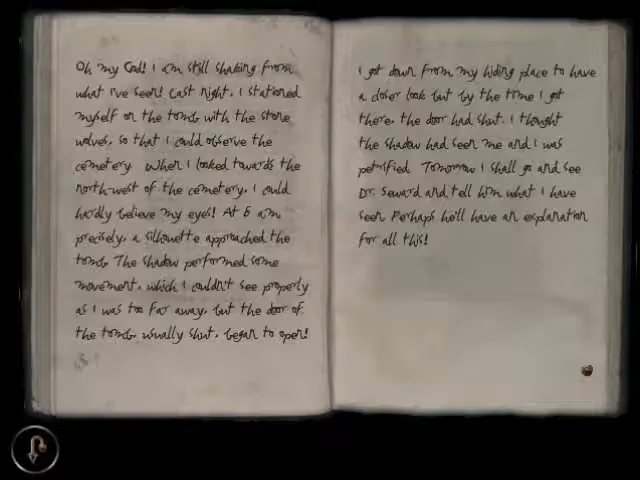 Oh my God! I am still shaking from
what I've seen! Last night, I stationed
myself on the tomb with the stone
wolves, so that I could observe the
cemetery. When I looked towards the
north-west of the cemetery, I could
hardly believe my eyes! At 6 am
precisely, a silhouette approached the
tomb. The shadow performed some
movement, which I couldn't see properly
as I was too far away, but the door of
the tomb, usually shut, began to open!
I got down from my hiding place to have
a closer look but by the time I got
there, the door had shut. I thought
the shadow had seen me and I was
petrified. Tomorrow I shall go and see
Dr. Seward and tell him what I have
seen. Perhaps he'll have an explanation
for all this!